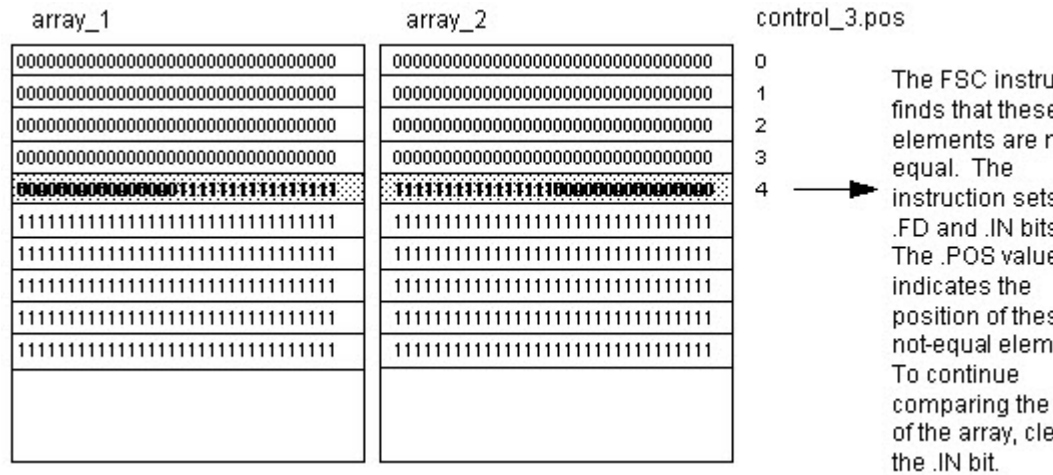 array_1 array_2 control_3.pos
00000000000000000000000000000000 00000000000000000000000000000000 0
00000000000000000000000000000000 00000000000000000000000000000000 1
00000000000000000000000000000000 00000000000000000000000000000000 2
00000000000000000000000000000000 00000000000000000000000000000000 3
00000000000000001111111111111111 11111111111111110000000000000000 4
11111111111111111111111111111111 11111111111111111111111111111111
11111111111111111111111111111111 11111111111111111111111111111111
11111111111111111111111111111111 11111111111111111111111111111111
11111111111111111111111111111111 11111111111111111111111111111111
11111111111111111111111111111111 11111111111111111111111111111111
The FSC instru
finds that these
elements are n
equal. The
instruction sets
.FD and .IN bits
The .POS value
indicates the
position of thes
not-equal elem
To continue
comparing the
of the array, cle
the .IN bit.